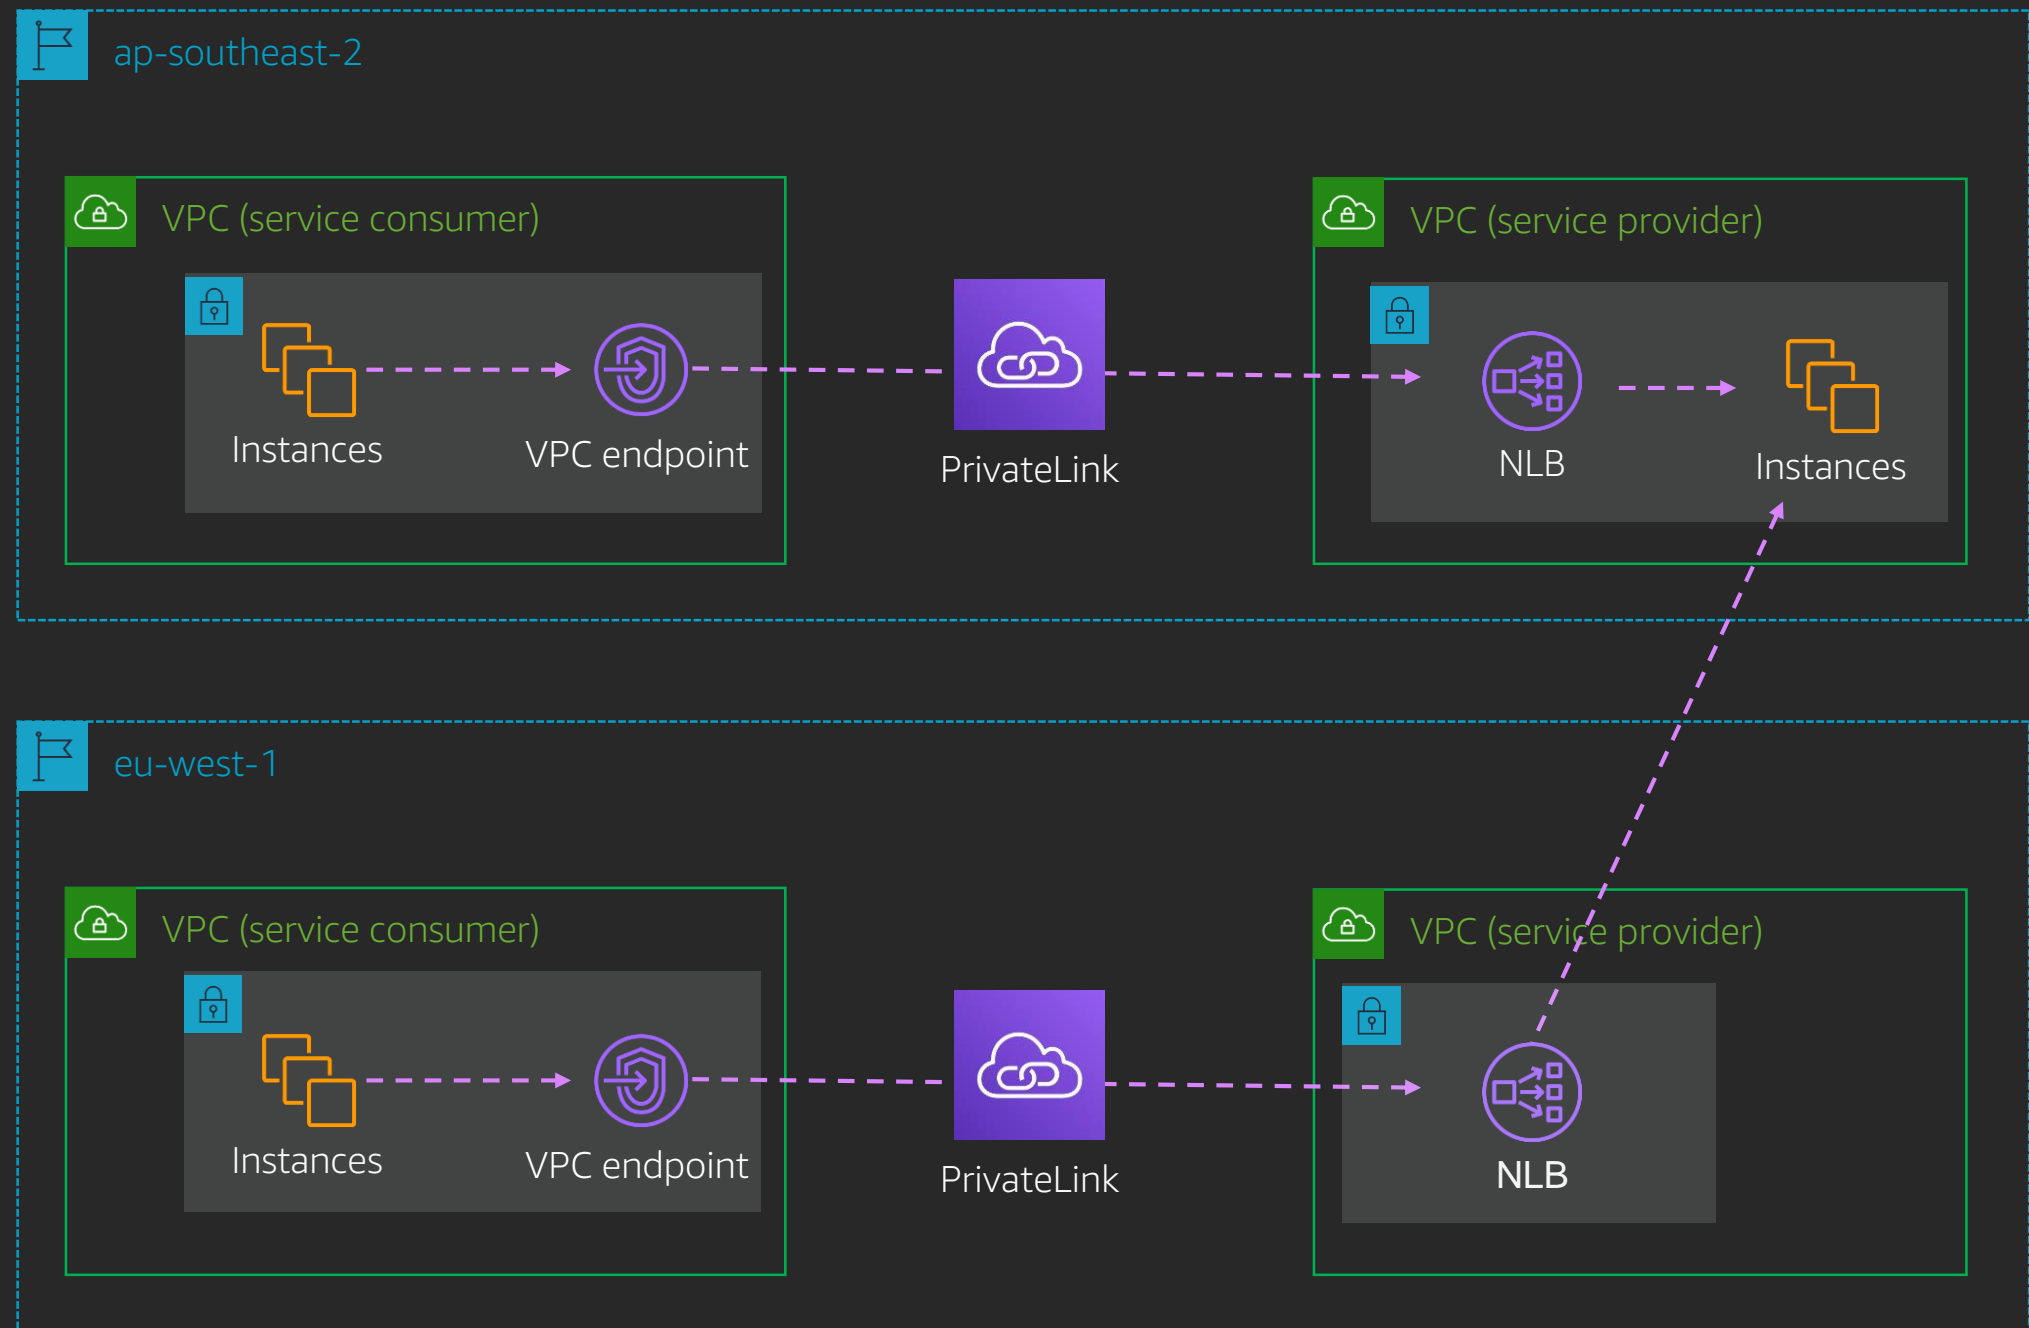 ap-southeast-2
VPC (service consumer)
VPC (service provider)
Instances
VPC endpoint
PrivateLink
NLB
Instances
eu-west-1
VPC (service consumer)
VPC (service provider)
Instances
VPC endpoint
PrivateLink
NLB